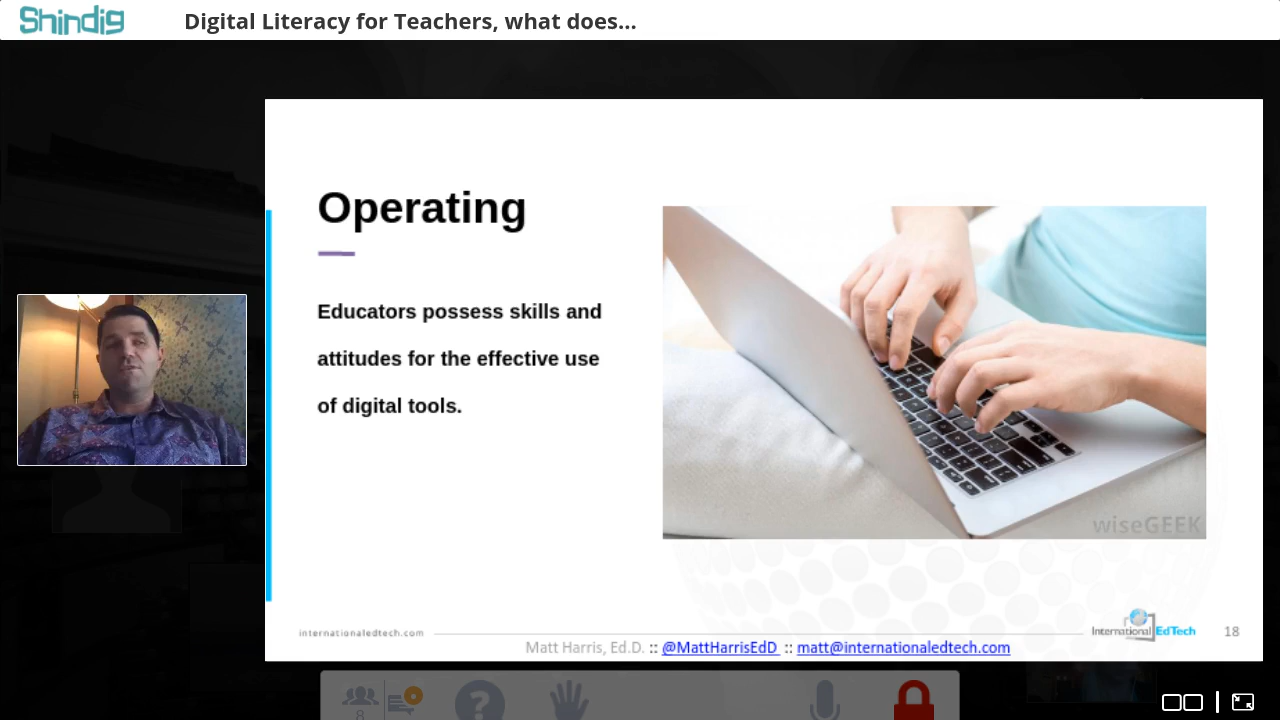 Shindig
Digital Literacy for Teachers, what does...
Operating
Educators possess skills and
attitudes for the effective use
of digital tools.
wiseGEEK
internationaledtech.com
International EdTech
18
Matt Harris, Ed.D. :: @MattHarrisEdD :: matt@internationaledtech.com
8
?